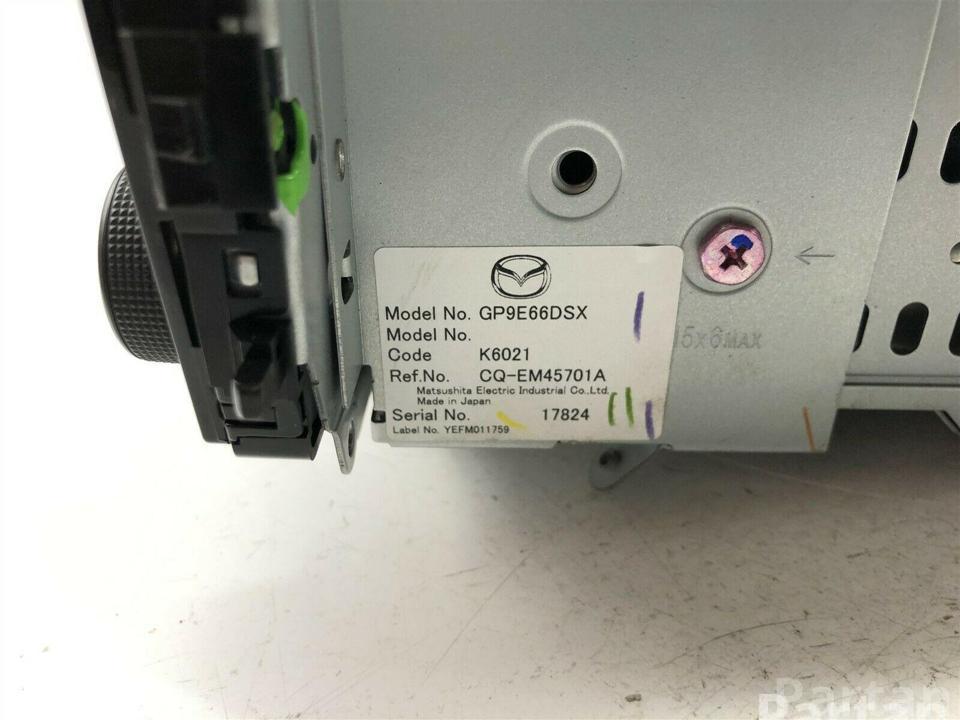 Model No. GP9E66DSX
Model No.
Code K6021
Ref.No. CQ-EM45701A
Matsushita Electric Industrial Co.,Ltd.
Made in Japan
Serial No. 17824
Label No. YEFM011759
5x6MAX
Partan